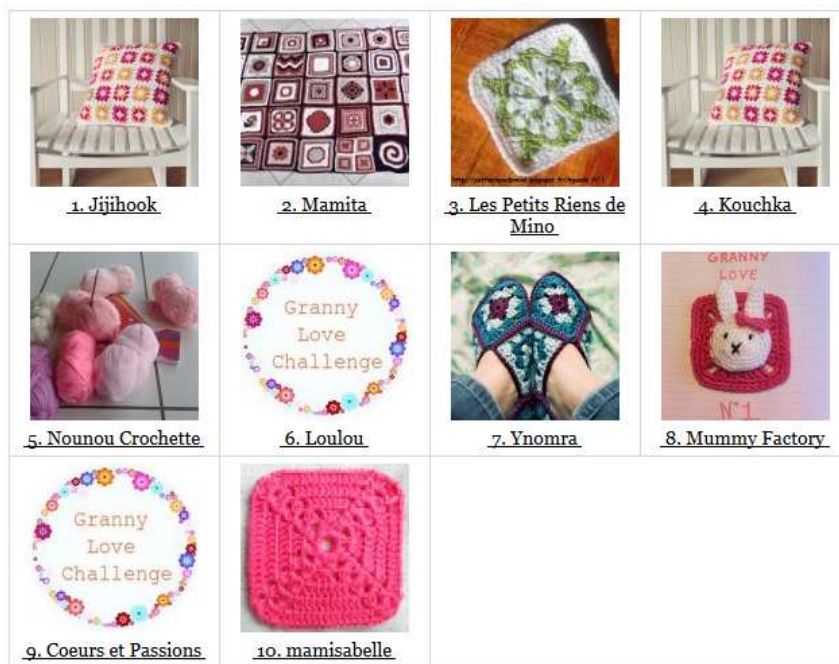 1. Jijihook
2. Mamita
3. Les Petits Riens de
Mino
4. Kouchka
5. Nounou Crochette
Granny
Love
Challenge
6. Loulou
7. Ynomra
GRANNY
LOVE
N°1
8. Mummy Factory
Granny
Love
Challenge
9. Coeurs et Passions
10. mamisabelle